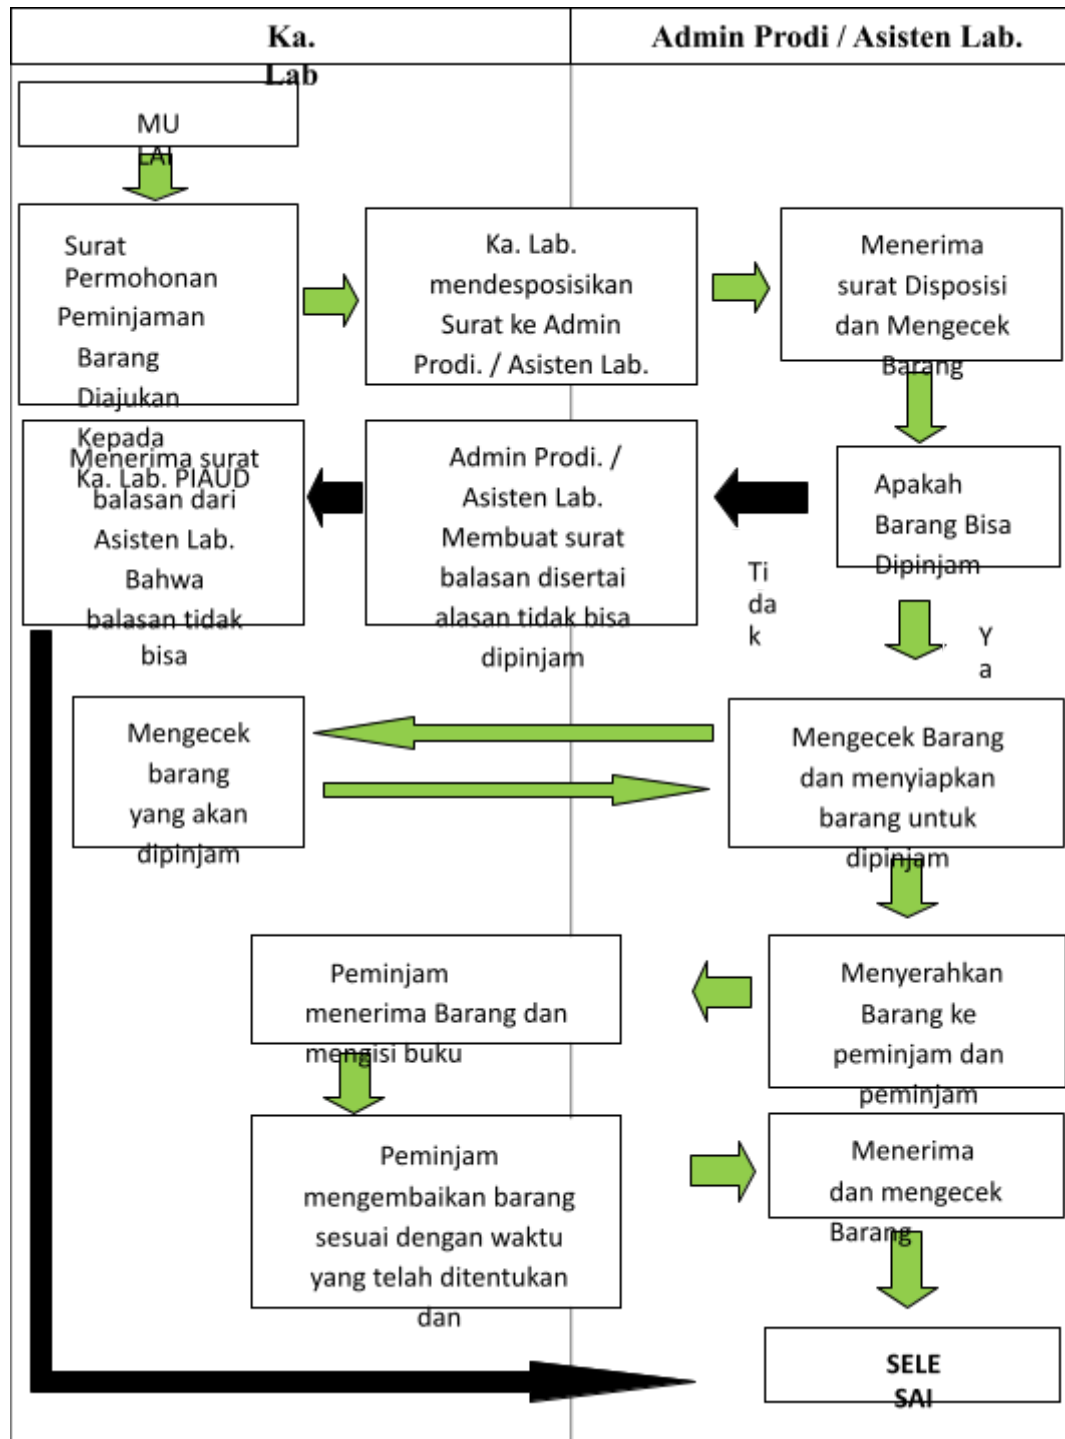 Ka.
Lab
Admin Prodi / Asisten Lab.
MU
LAI
Surat
Permohonan
Peminjaman
Barang
Diajukan
Kepada
Ka. Lab. PIAUD
Ka. Lab.
mendesposisikan
Surat ke Admin
Prodi. / Asisten Lab.
Menerima
surat Disposisi
dan Mengecek
Barang
Menerima surat
balasan dari
Asisten Lab.
Bahwa
balasan tidak
bisa
Admin Prodi. /
Asisten Lab.
Membuat surat
balasan disertai
alasan tidak bisa
dipinjam
Apakah
Barang Bisa
Dipinjam
Ti
da
k
Y
a
Mengecek
barang
yang akan
dipinjam
Mengecek Barang
dan menyiapkan
barang untuk
dipinjam
Peminjam
menerima Barang dan
mengisi buku
Menyerahkan
Barang ke
peminjam dan
peminjam
Peminjam
mengembaikan barang
sesuai dengan waktu
yang telah ditentukan
dan
Menerima
dan mengecek
Barang
SELE
SAI